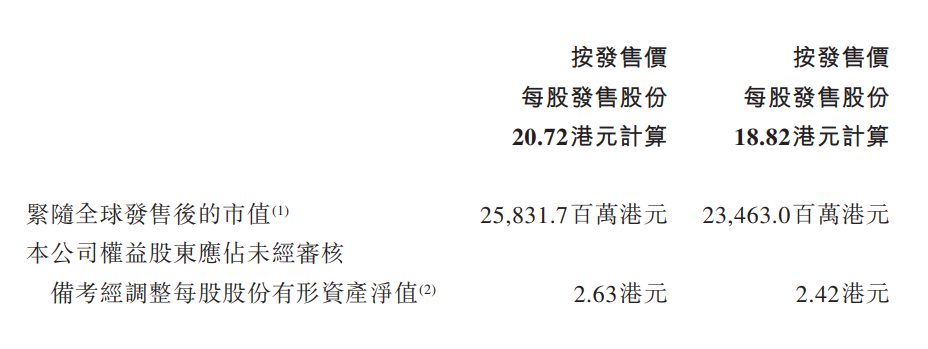 按發售價 按發售價
每股發售股份 每股發售股份
20.72港元計算 18.82港元計算
緊隨全球發售後的市值(1) 25,831.7百萬港元 23,463.0百萬港元
本公司權益股東應佔未經審核
備考經調整每股股份有形資產淨值(2) 2.63港元 2.42港元